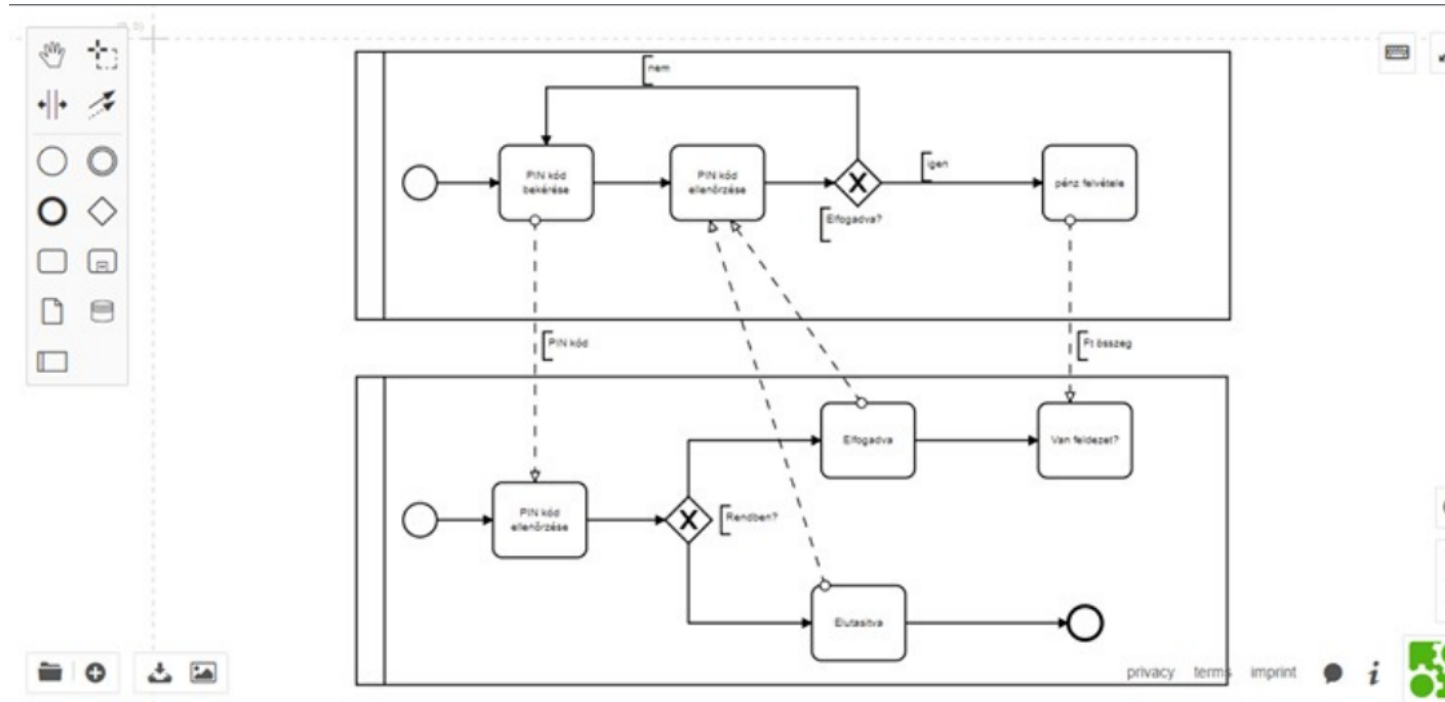 nem
PIN kód
bekérése
PIN kód
ellenőrzése
Elfogadva?
igen
pénz felvétele
PIN kód
Ft összeg
PIN kód
ellenőrzése
Rendben?
Elfogadva
Van feldezet?
Elutasítva
privacy terms imprint